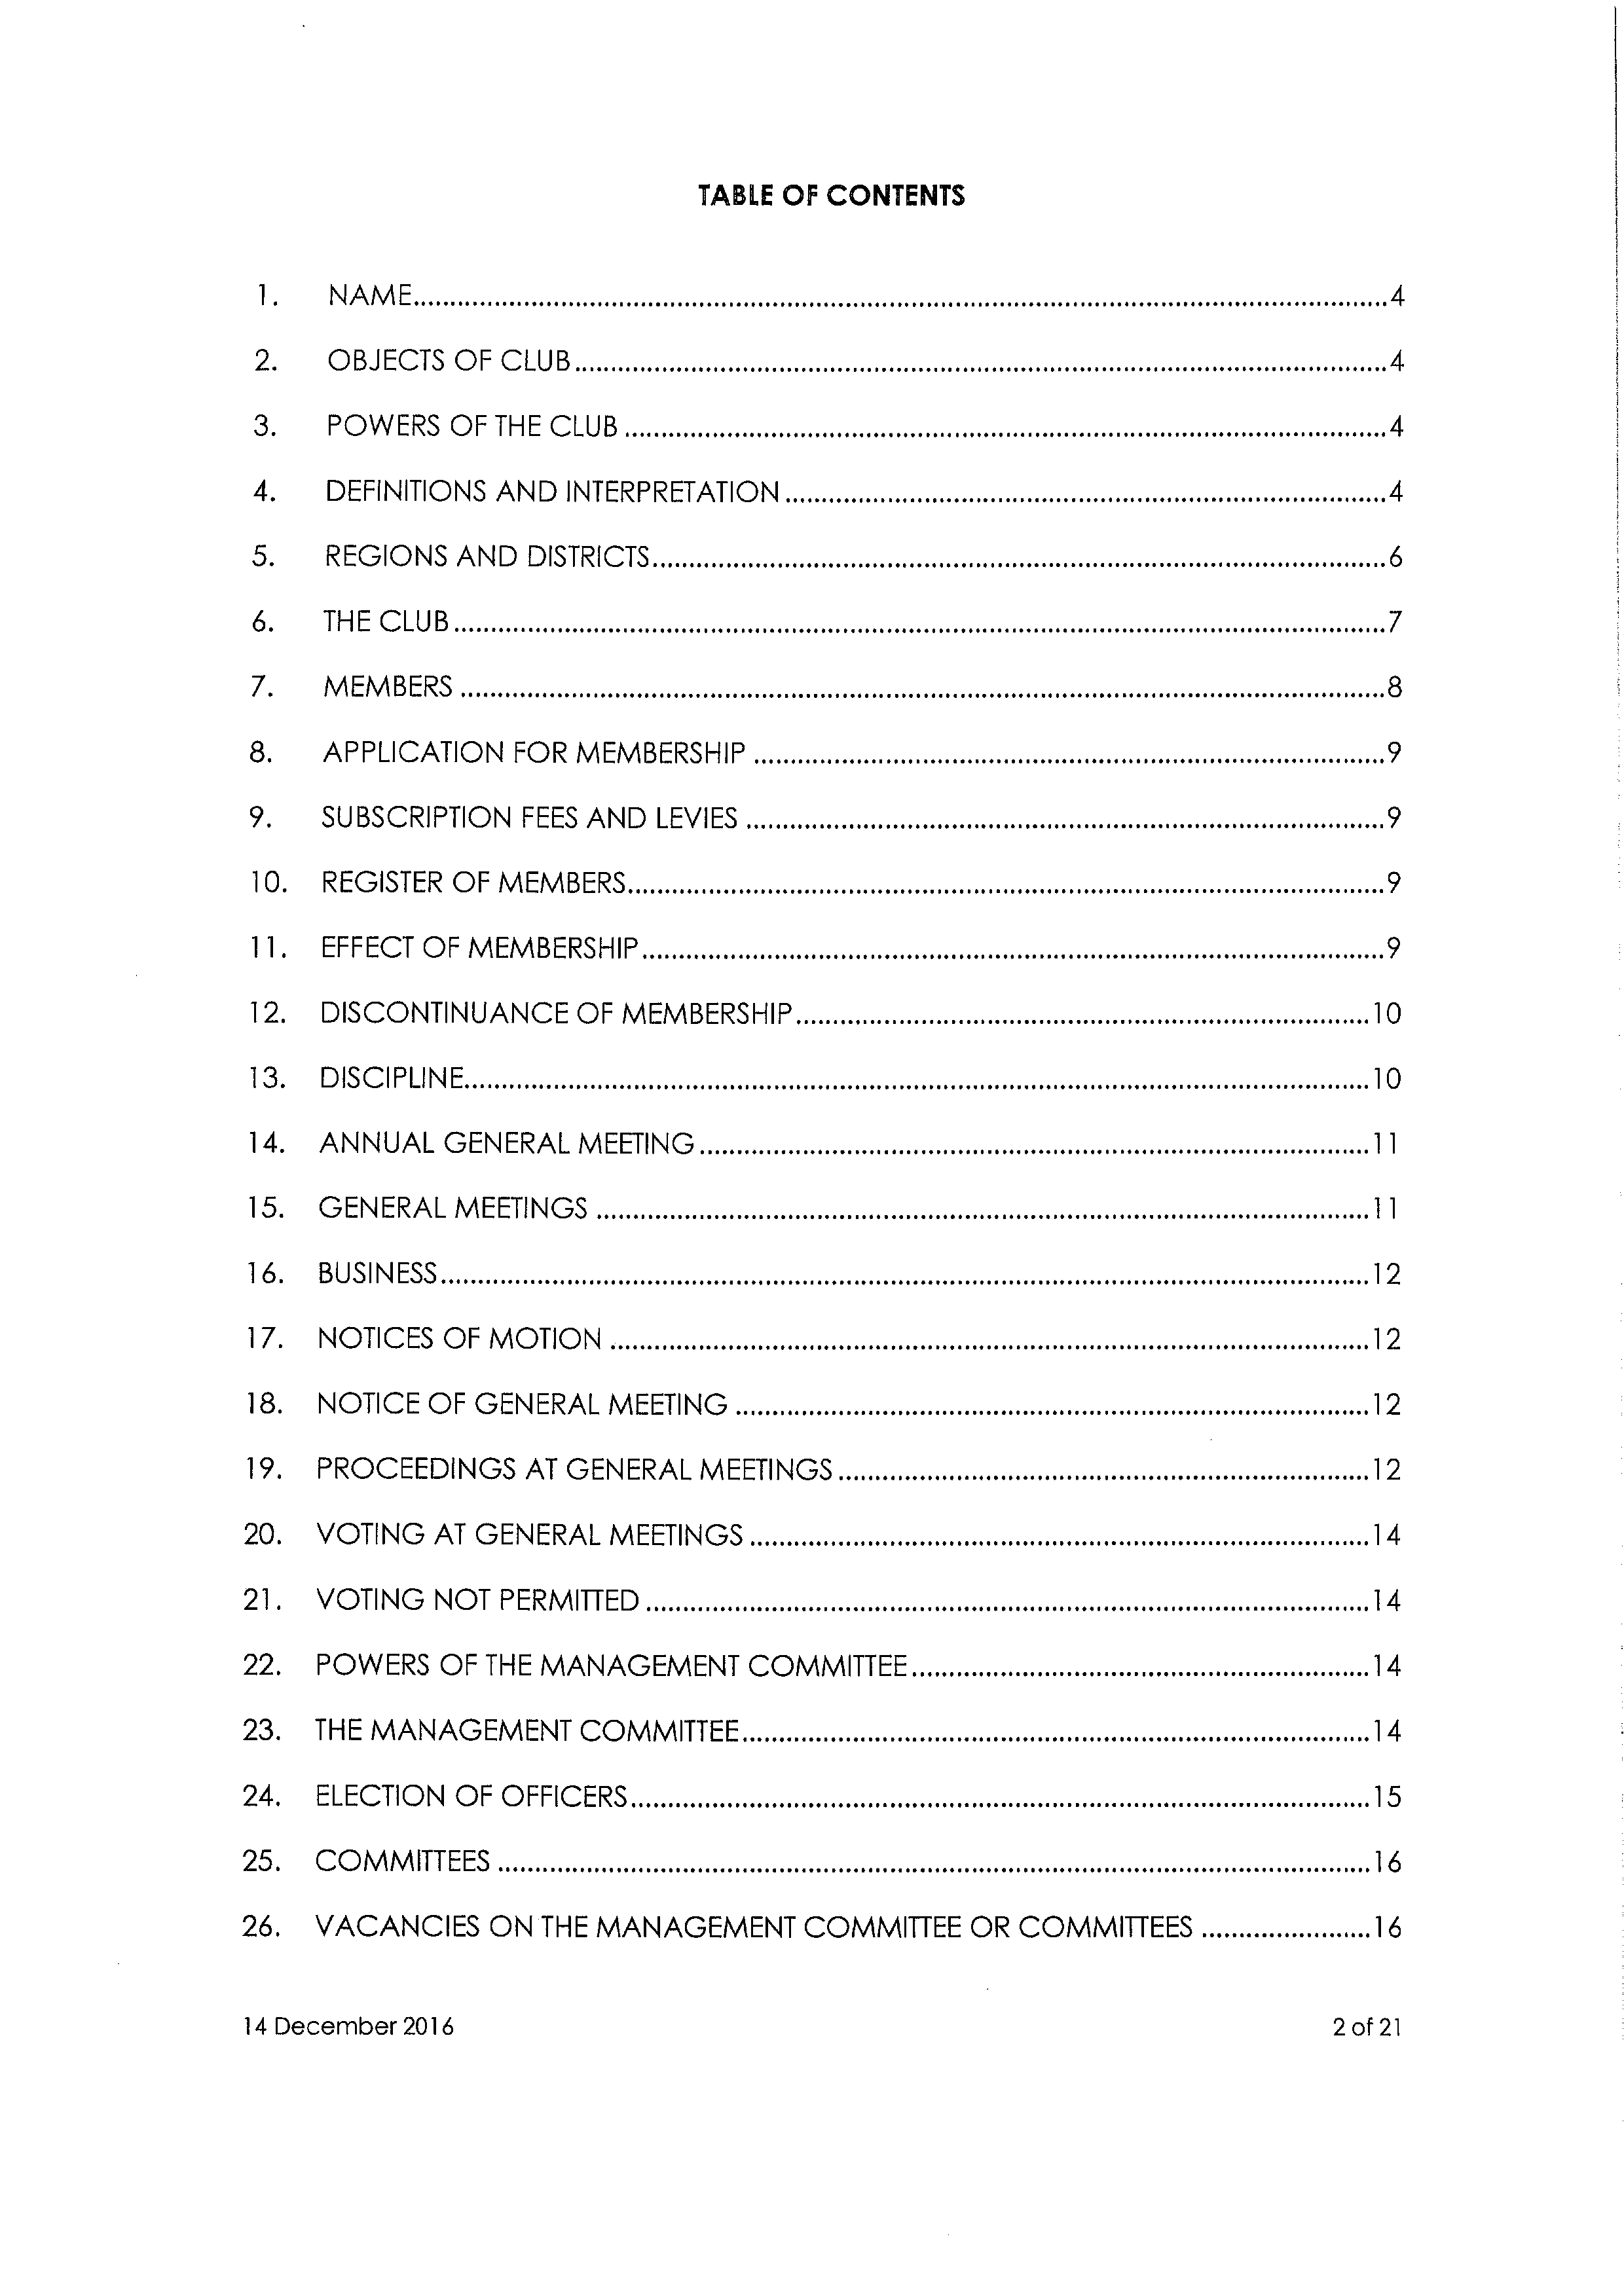 TABLE OF CONTENTS
1. NAME 4
2. OBJECTS OF CLUB 4
3. POWERS OF THE CLUB 4
4. DEFINITIONS AND INTERPRETATION 4
5. REGIONS AND DISTRICTS 6
6. THE CLUB 7
7. MEMBERS 8
8. APPLICATION FOR MEMBERSHIP 9
9. SUBSCRIPTION FEES AND LEVIES 9
10. REGISTER OF MEMBERS 9
11. EFFECT OF MEMBERSHIP 9
12. DISCONTINUANCE OF MEMBERSHIP 10
13. DISCIPLINE 10
14. ANNUAL GENERAL MEETING 11
15. GENERAL MEETINGS 11
16. BUSINESS 12
17. NOTICES OF MOTION 12
18. NOTICE OF GENERAL MEETING 12
19. PROCEEDINGS AT GENERAL MEETINGS 12
20. VOTING AT GENERAL MEETINGS 14
21. VOTING NOT PERMITTED 14
22. POWERS OF THE MANAGEMENT COMMITTEE 14
23. THE MANAGEMENT COMMITTEE 14
24. ELECTION OF OFFICERS 15
25. COMMITTEES 16
26. VACANCIES ON THE MANAGEMENT COMMITTEE OR COMMITTEES 16
14 December 2016 2 of 21